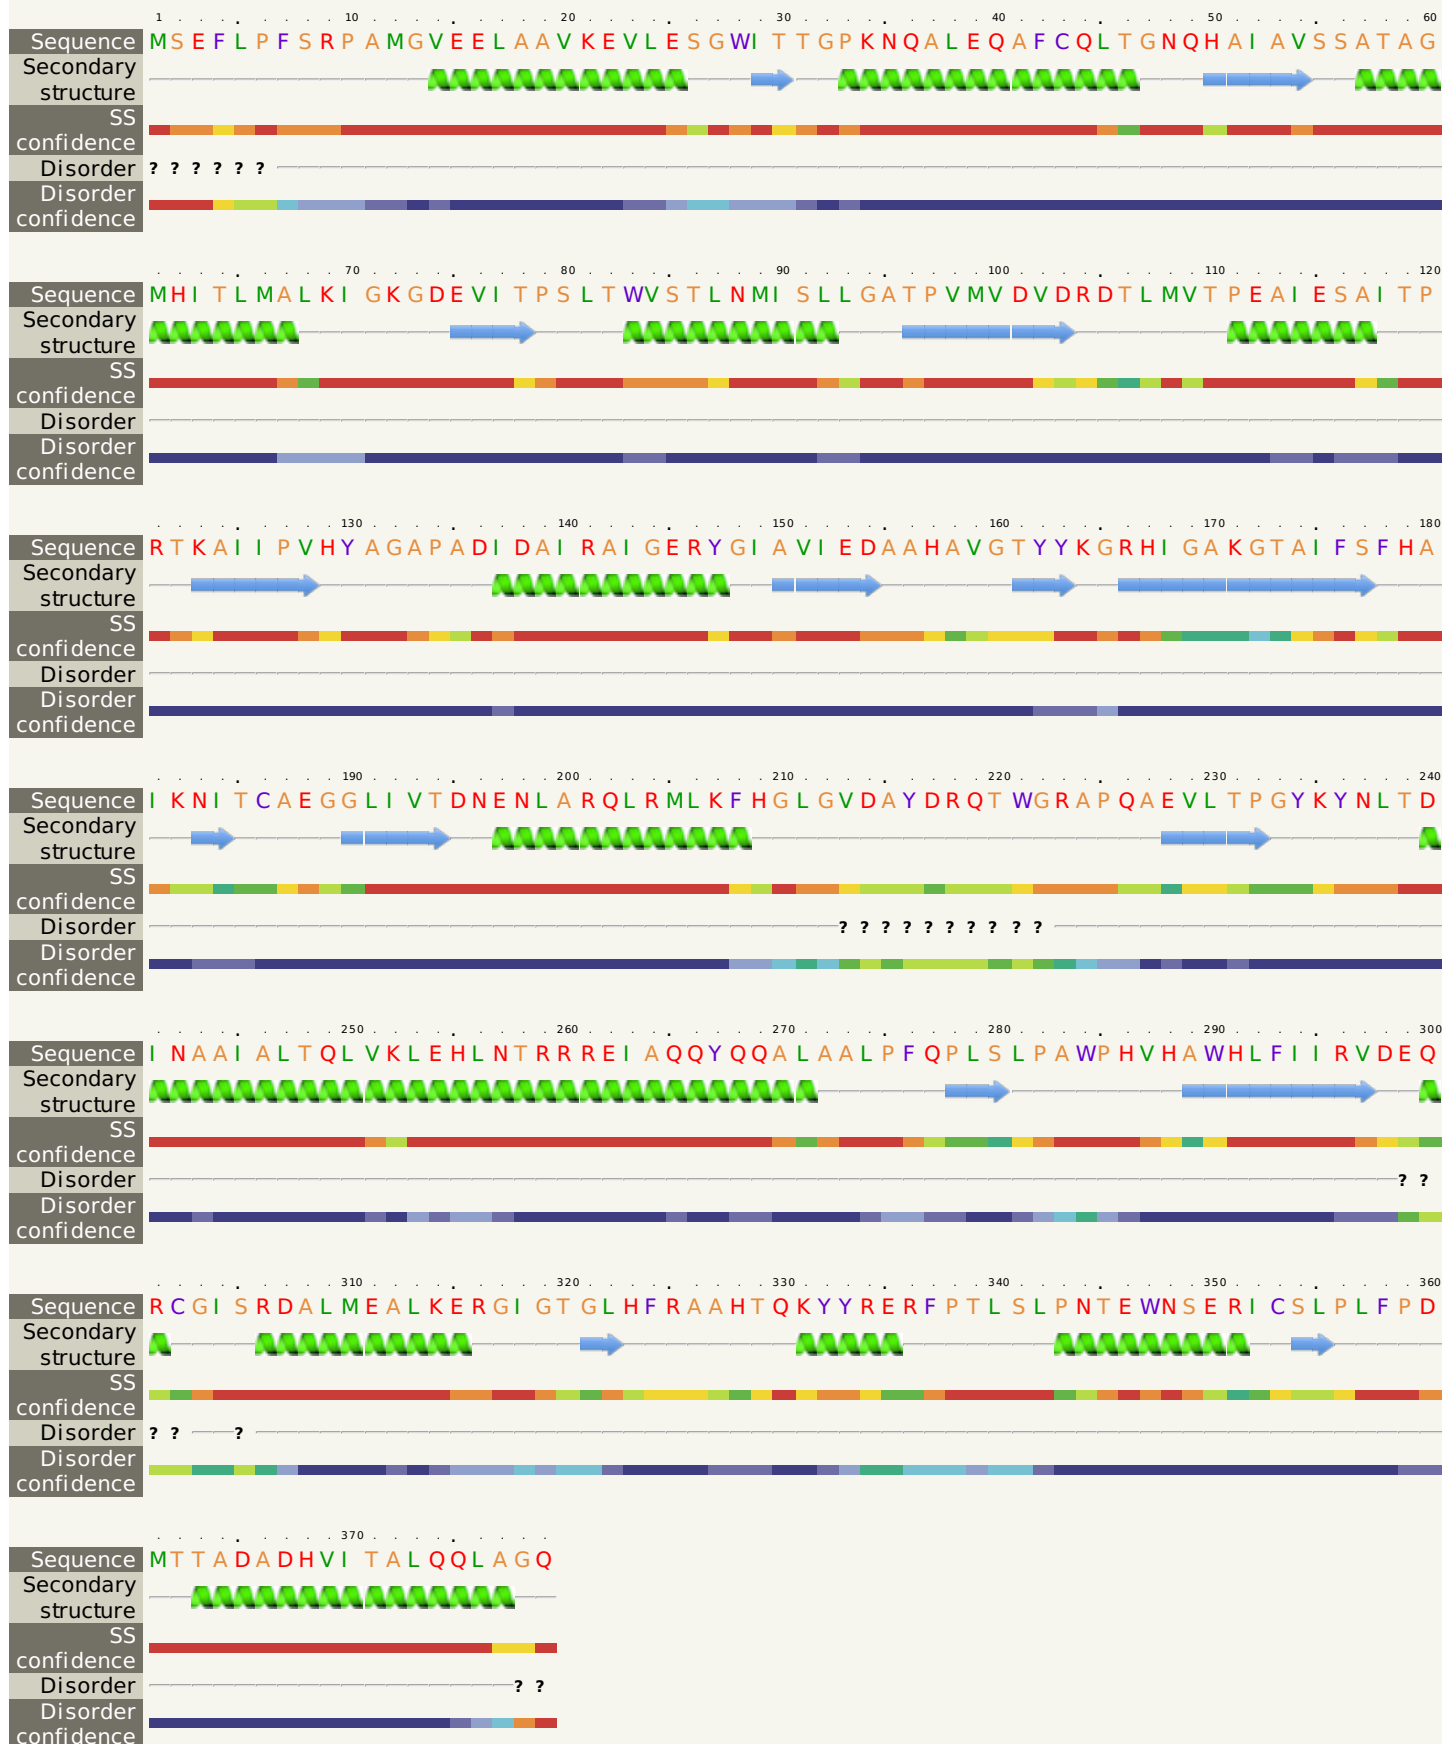 1 10 20 30 40 50 60
Sequence MSEFLPFSRPAMGVEELAAVKEVLESGWITTGPKNQALEQAFCQLTGNQHAIAVSSATAG
Secondary
structure
SS
confidence
Disorder ? ? ? ? ? ?
Disorder
confidence
70 80 90 100 110 120
Sequence MHITLMALKIGKGDEVITPSLTWVSTLNMISLLGATPVMVDVDRDTLMVTPEAIESAITP
Secondary
structure
SS
confidence
Disorder
Disorder
confidence
130 140 150 160 170 180
Sequence RTKAIIPVHYAGAPADIDAIRAIGERYGIAVIEDAAHAVGTYYKGRHIGAKGTAIFSFHA
Secondary
structure
SS
confidence
Disorder
Disorder
confidence
190 200 210 220 230 240
Sequence IKNITCAEGGLIVTDNENLARQLRMLKFHGLGVDAYDRQTWGRAPQAEVLTPGYKYNLTD
Secondary
structure
SS
confidence
Disorder ? ? ? ? ? ? ? ? ? ?
Disorder
confidence
250 260 270 280 290 300
Sequence INAAIALTQLVKLEHLNTRRREIAQQYQQALAALPFQPLSLPAWPHVHAWHLFIIRVDEQ
Secondary
structure
SS
confidence
Disorder ? ?
Disorder
confidence
310 320 330 340 350 360
Sequence RCGISRDALMEALKERGIGTGLHFRAAHTQKYYRERFPTLSLPNTEWNSERICSLPLFPD
Secondary
structure
SS
confidence
Disorder ? ? ?
Disorder
confidence
370
Sequence MTTADADHVITALQQLAGQ
Secondary
structure
SS
confidence
Disorder ? ?
Disorder
confidence